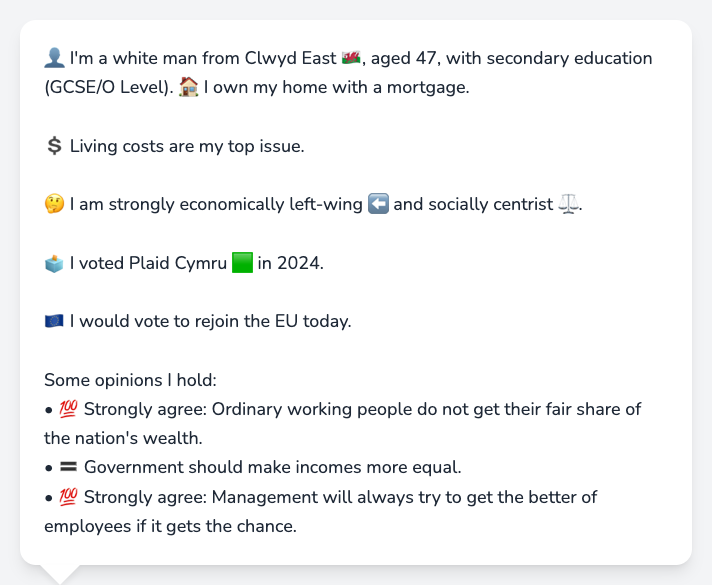 👤 I'm a white man from Clwyd East 🏴󠁧󠁢󠁷󠁬󠁳󠁿, aged 47, with secondary education
(GCSE/O Level). 🏠 I own my home with a mortgage.
💲 Living costs are my top issue.
🤔 I am strongly economically left-wing ⬅️ and socially centrist ⚖️.
🗳️ I voted Plaid Cymru 🟩 in 2024.
🇪🇺 I would vote to rejoin the EU today.
Some opinions I hold:
• 💯 Strongly agree: Ordinary working people do not get their fair share of
the nation's wealth.
• 🟰 Government should make incomes more equal.
• 💯 Strongly agree: Management will always try to get the better of
employees if it gets the chance.